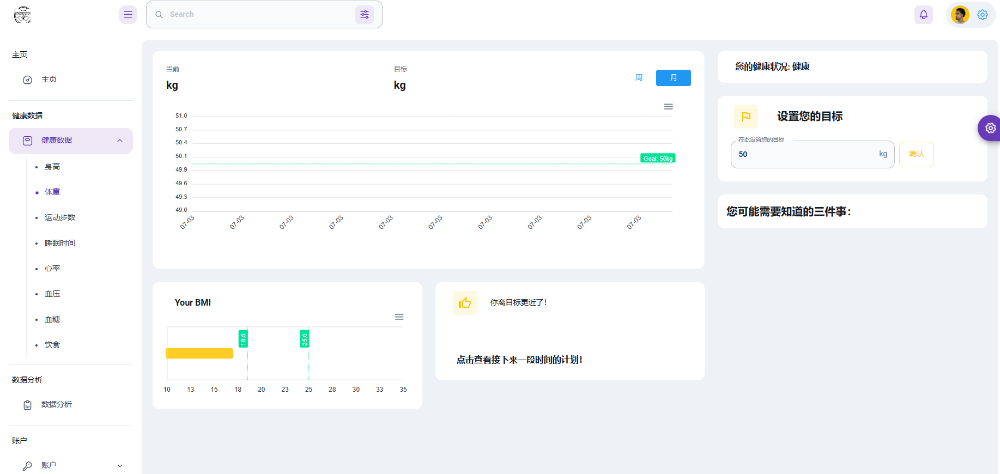 Search
主页
主页
健康数据
健康数据
身高
体重
运动步数
睡眠时间
心率
血压
血糖
饮食
数据分析
数据分析
账户
账户
当前
kg
目标
kg
周
月
51.0
50.7
50.4
50.1
49.9
49.6
49.3
49.0
Goal: 50kg
07-03 07-03 07-03 07-03 07-03 07-03 07-03 07-03 07-03 07-03
Your BMI
18.5
25.0
10 13 15 18 20 23 25 28 30 33 35
你离目标更近了!
点击查看接下来一段时间的计划!
您的健康状况: 健康
设置您的目标
在此设置您的目标
50 kg
确认
您可能需要知道的三件事: